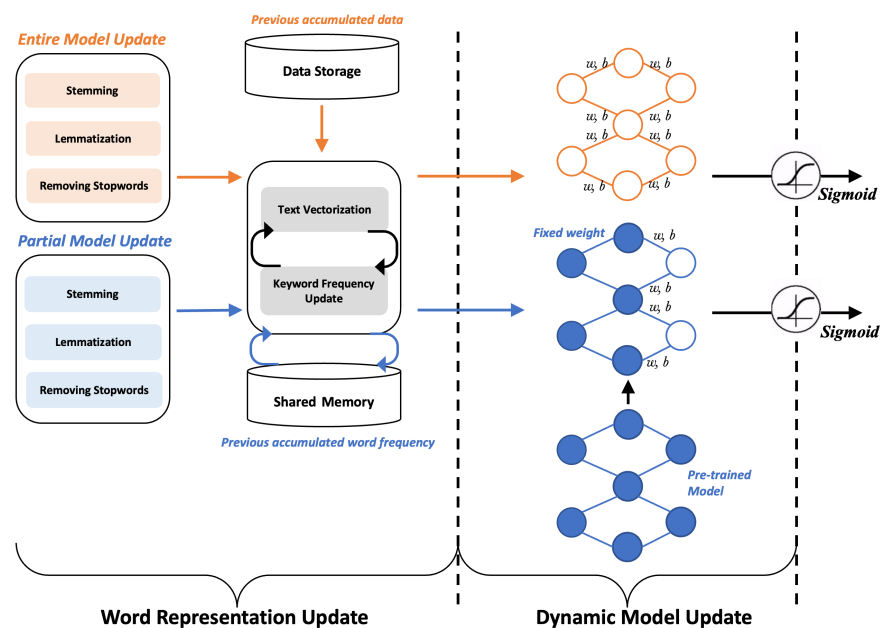 Previous accumulated data
Entire Model Update
Data Storage
Stemming
Lemmatization
Removing Stopwords
Text Vectorization
Keyword Frequency
Update
Partial Model Update
Stemming
Lemmatization
Removing Stopwords
Shared Memory
Previous accumulated word frequency
w, b
w, b
w, b
w, b
w, b
w, b
w, b
w, b
Sigmoid
Fixed weight
w, b
w, b
w, b
w, b
Sigmoid
Pre-trained
Model
Word Representation Update
Dynamic Model Update